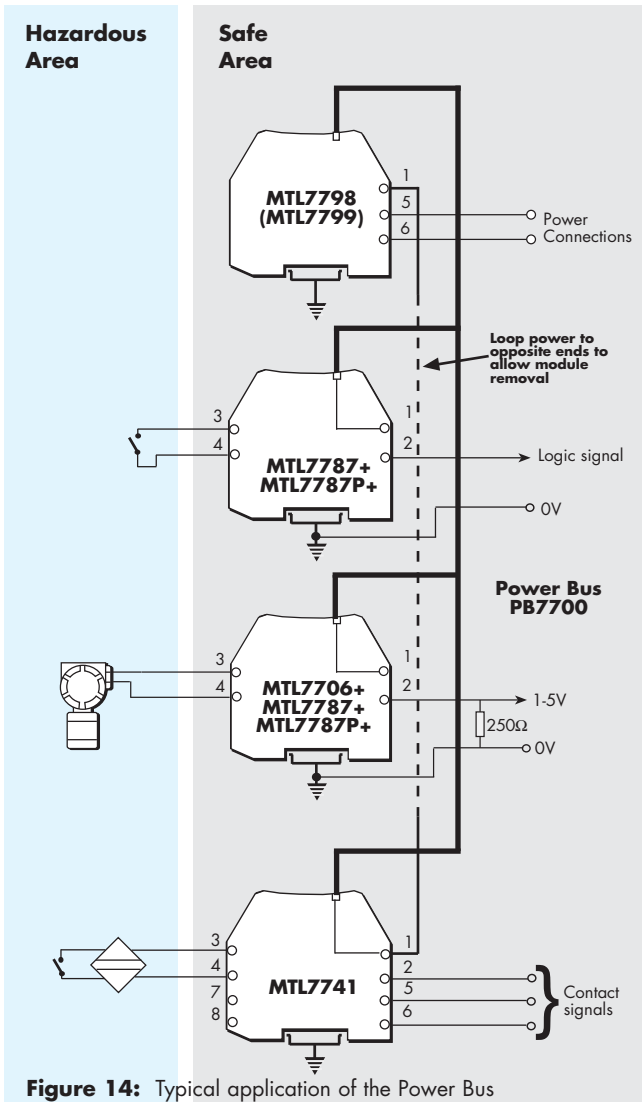 Hazardous
Area
Safe
Area
MTL7798
(MTL7799)
1
5
6
Power
Connections
Loop power to
opposite ends to
allow module
removal
3
4
1
2
MTL7787+
MTL7787P+
Logic signal
0V
Power Bus
PB7700
3
4
1
2
MTL7706+
MTL7787+
MTL7787P+
1-5V
250Ω
0V
3
4
7
8
1
2
5
6
MTL7741
Contact
signals
Figure 14: Typical application of the Power Bus